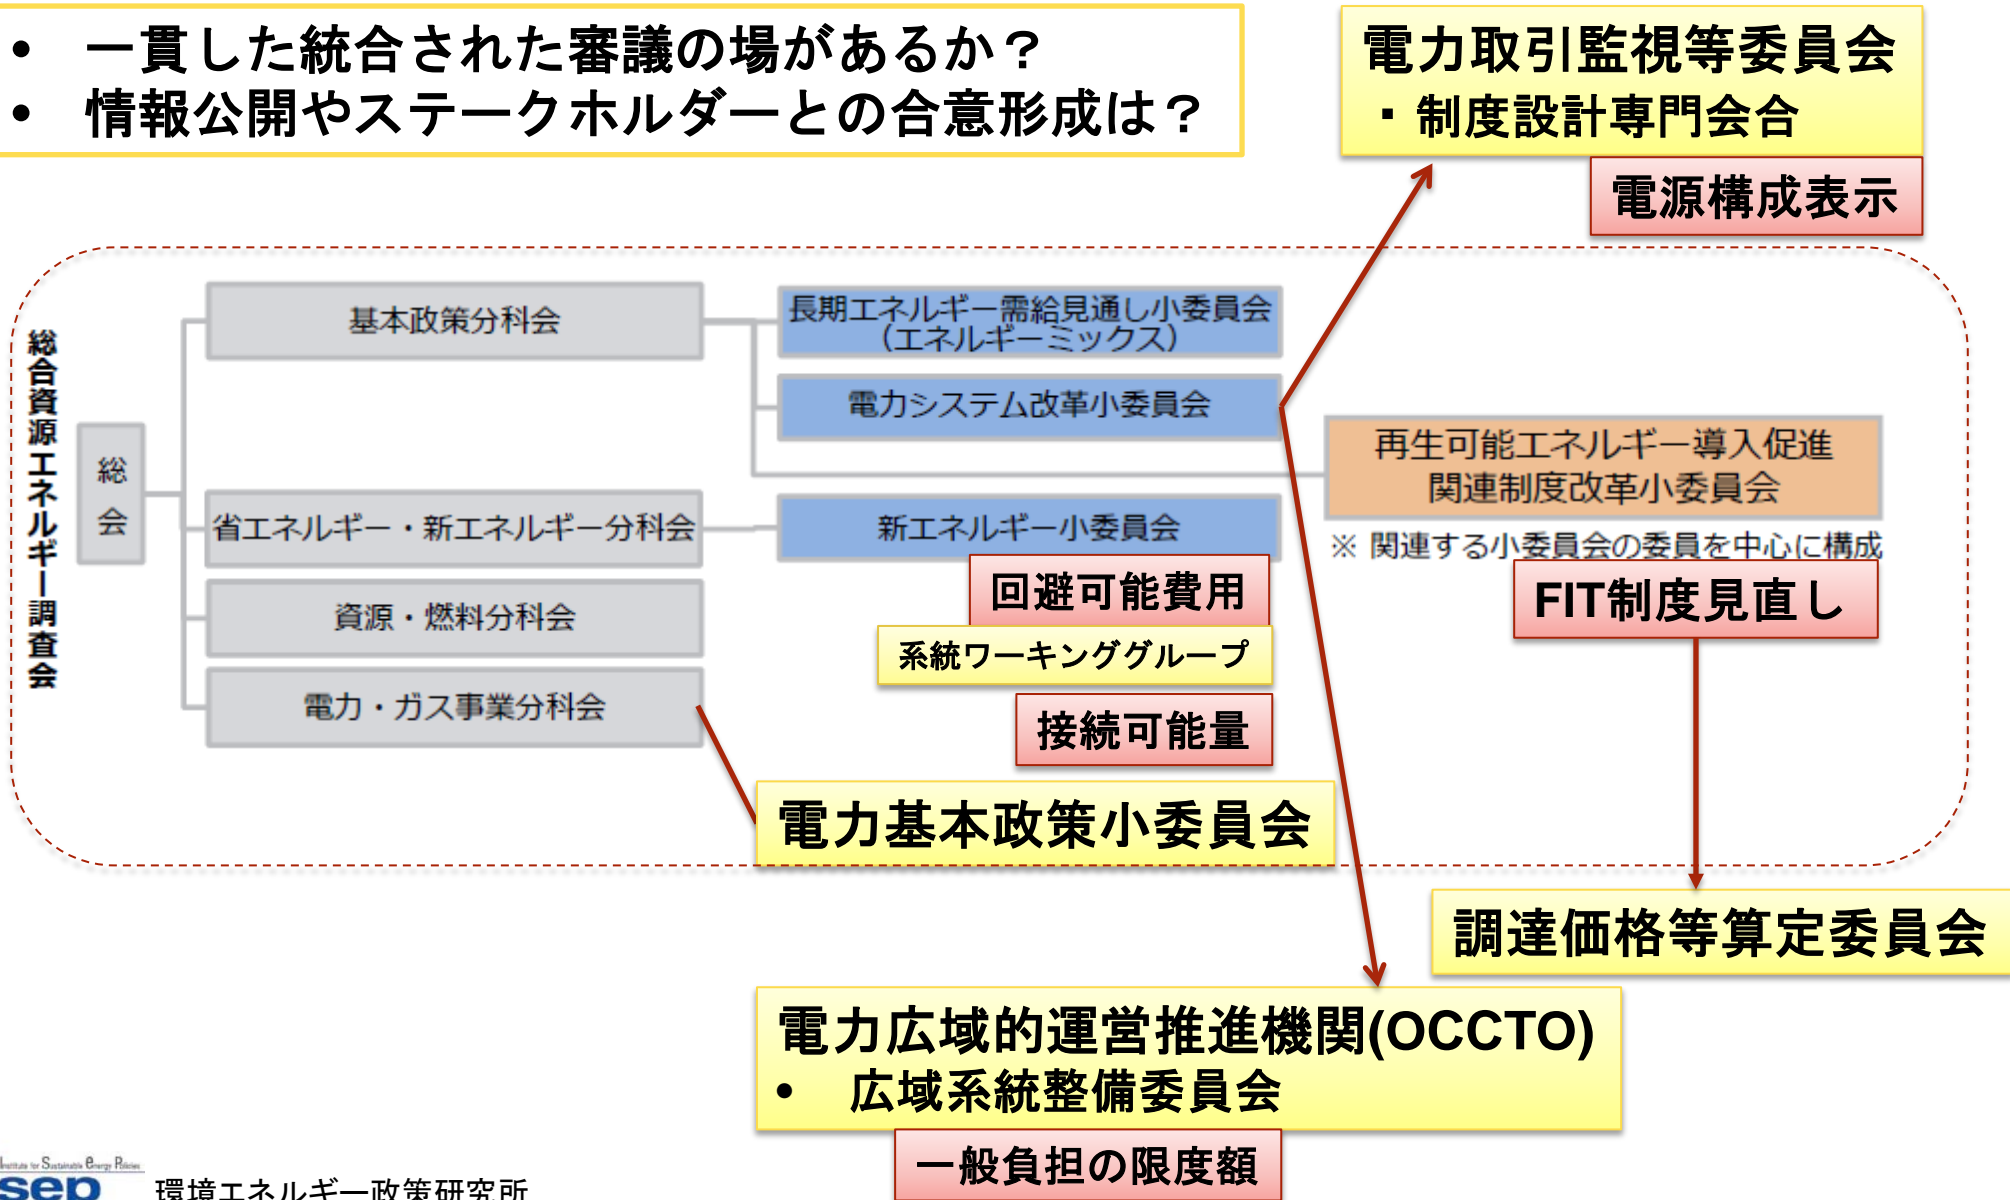 • 一貫した統合された審議の場があるか？
• 情報公開やステークホルダーとの合意形成は？
電力取引監視等委員会
▪ 制度設計専門会合
電源構成表示
総合資源エネルギー調査会
総会
基本政策分科会
長期エネルギー需給見通し小委員会
（エネルギーミックス）
電力システム改革小委員会
再生可能エネルギー導入促進
関連制度改革小委員会
※ 関連する小委員会の委員を中心に構成
FIT制度見直し
省エネルギー・新エネルギー分科会
新エネルギー小委員会
回避可能費用
系統ワーキンググループ
接続可能量
資源・燃料分科会
電力・ガス事業分科会
電力基本政策小委員会
調達価格等算定委員会
電力広域的運営推進機関(OCCTO)
• 広域系統整備委員会
一般負担の限度額
Institute for Sustainable Energy Policies
sep
環境エネルギー政策研究所